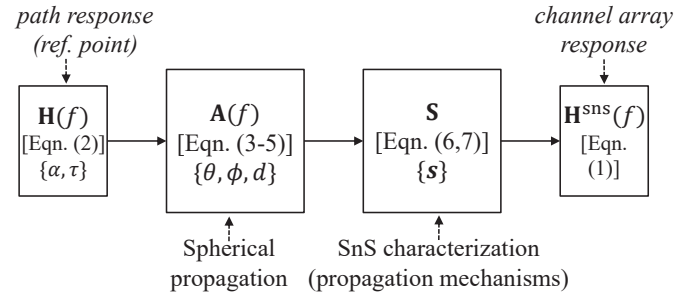 path response
(ref. point)
channel array
response
H(f)
[Eqn. (2)]
{α, τ}
A(f)
[Eqn. (3-5)]
{θ, ϕ, d}
S
[Eqn. (6,7)]
{s}
H^sns(f)
[Eqn.
(1)]
Spherical
propagation
SnS characterization
(propagation mechanisms)